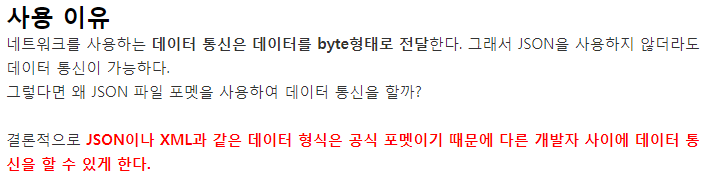 사용 이유
네트워크를 사용하는 데이터 통신은 데이터를 byte형태로 전달한다. 그래서 JSON을 사용하지 않더라도
데이터 통신이 가능하다.
그렇다면 왜 JSON 파일 포멧을 사용하여 데이터 통신을 할까?
결론적으로 JSON이나 XML과 같은 데이터 형식은 공식 포멧이기 때문에 다른 개발자 사이에 데이터 통
신을 할 수 있게 한다.